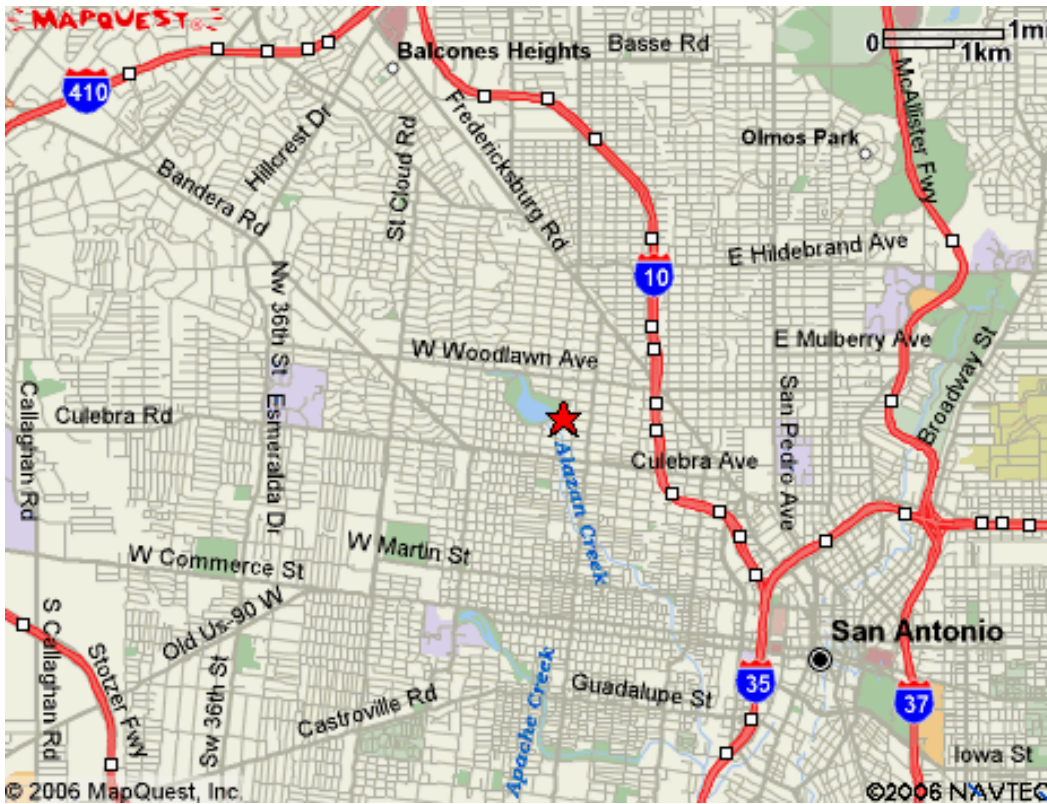 MAPQUEST
410
Balcones Heights
Basse Rd
0
1mi
1km
McAllister Fwy
Fredericksburg Rd
Hillcrest Dr
St Cloud Rd
Olmos Park
Bandera Rd
E Hildebrand Ave
10
Nw 36th St
W Woodlawn Ave
E Mulberry Ave
Broadway St
San Pedro Ave
Callaghan Rd
Culebra Rd
Esmeralda Dr
Culebra Ave
Alazan Creek
W Martin St
W Commerce St
S Callaghan Rd
Old Us-90 W
San Antonio
Stotzer Fwy
Sw 36th St
Castroville Rd
Apache Creek
Guadalupe St
35
37
Iowa St
© 2006 MapQuest, Inc.
©2006 NAVTEQ